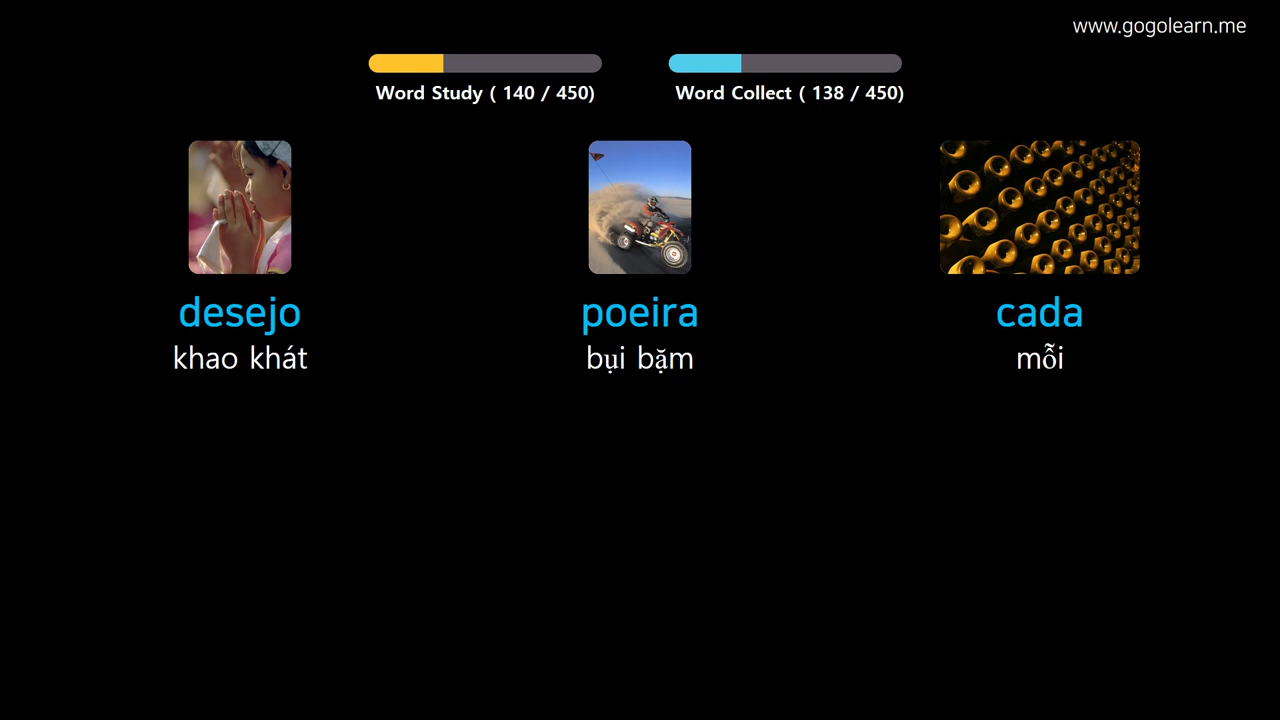 www.gogolearn.me
Word Study ( 140 / 450)
Word Collect ( 138 / 450)
desejo
poeira
cada
khao khát
bụi bặm
mỗi